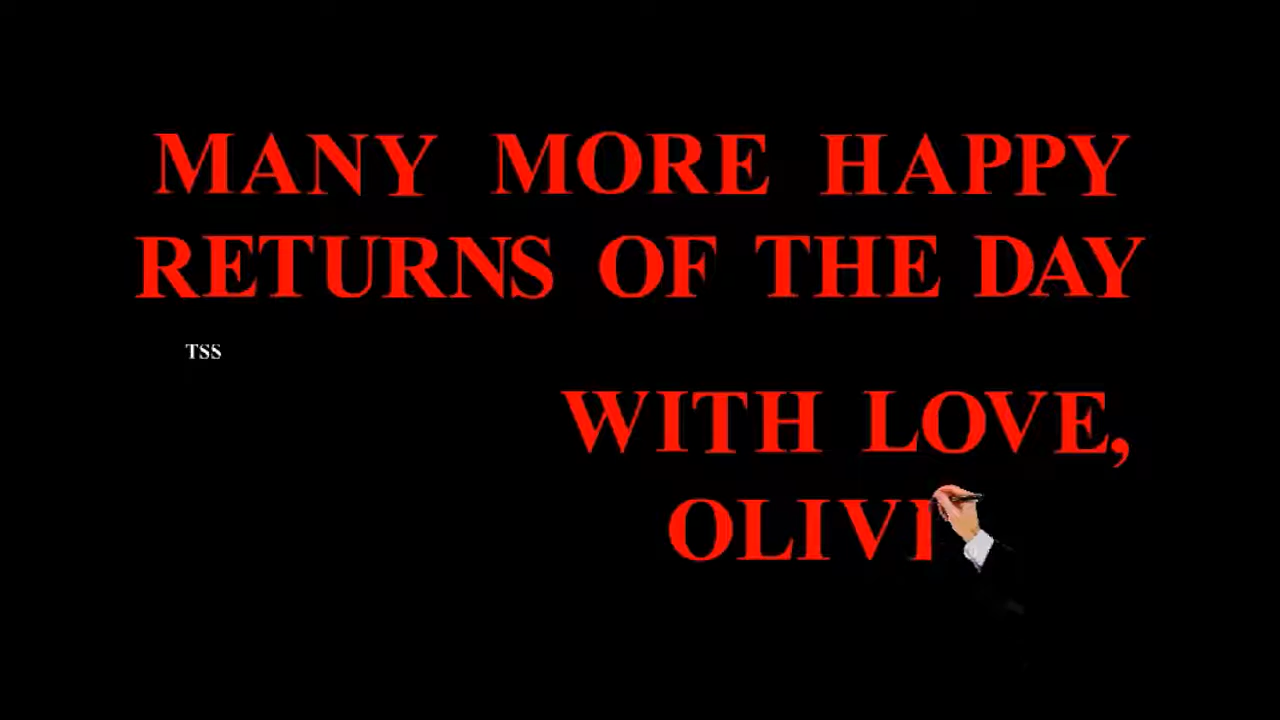 MANY MORE HAPPY
RETURNS OF THE DAY
TSS
WITH LOVE,
OLIVI